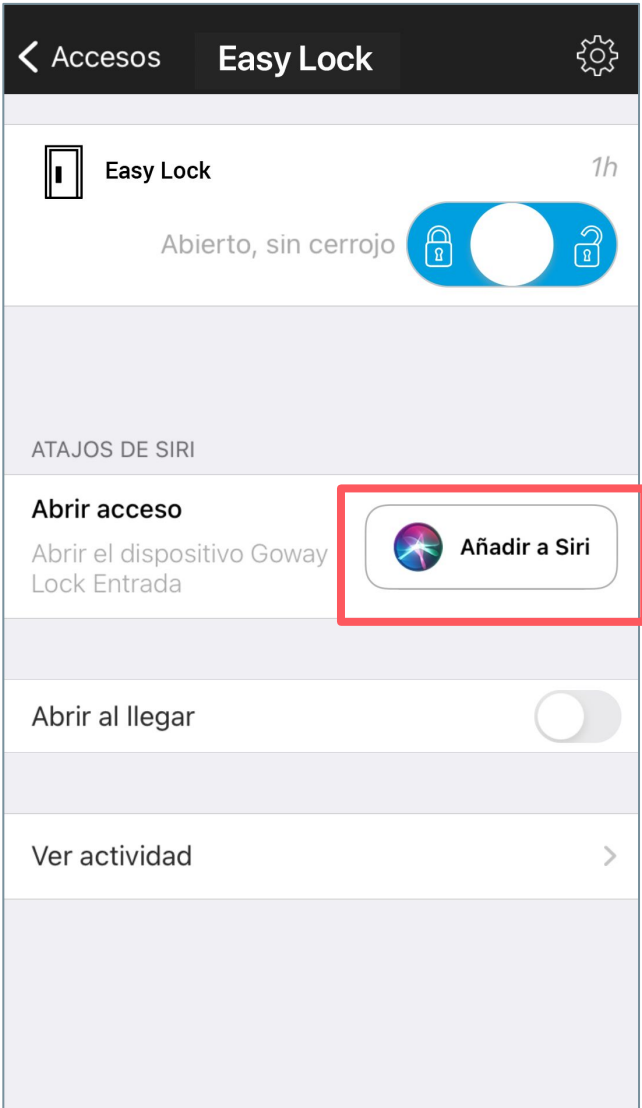 Accesos
Easy Lock
Easy Lock
1h
Abierto, sin cerrojo
ATAJOS DE SIRI
Abrir acceso
Abrir el dispositivo Goway
Lock Entrada
Añadir a Siri
Abrir al llegar
Ver actividad